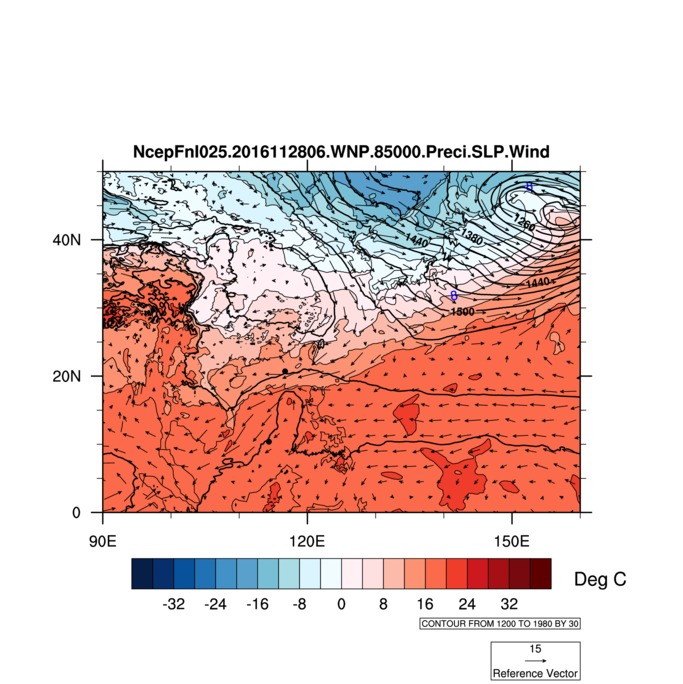 NcepFnl025.2016112806.WNP.85000.Preci.SLP.Wind
40N
20N
0
90E 120E 150E
1260
1440
1380
1440
1500
-32 -24 -16 -8 0 8 16 24 32
Deg C
CONTOUR FROM 1200 TO 1980 BY 30
15
Reference Vector